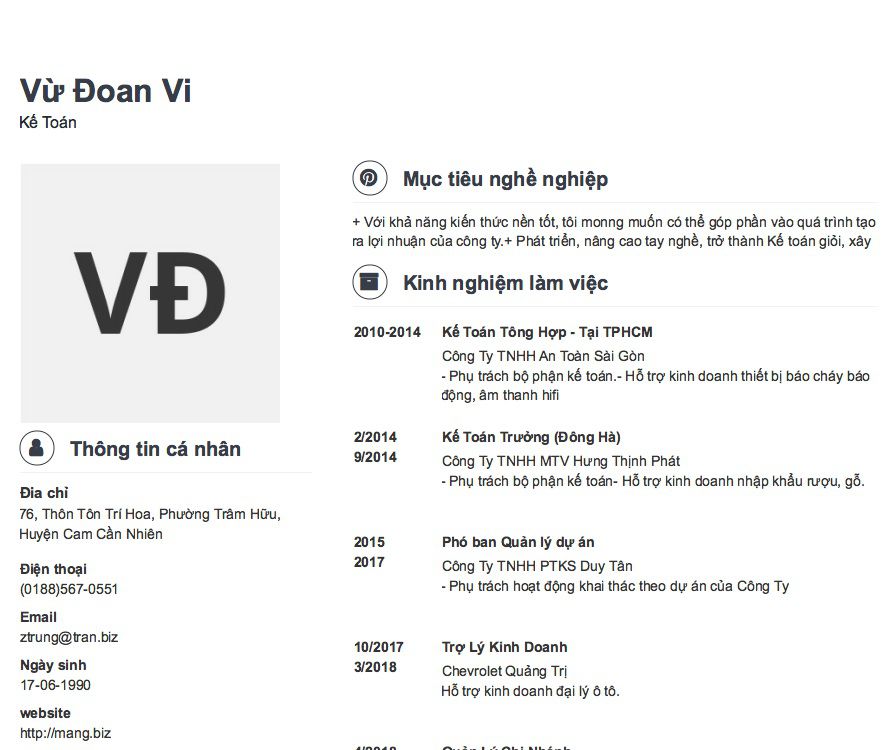 Vừ Đoan Vi
Kế Toán
VĐ
Thông tin cá nhân
Đia chỉ
76, Thôn Tôn Trí Hoa, Phường Trâm Hữu,
Huyện Cam Cần Nhiên
Điện thoại
(0188)567-0551
Email
ztrung@tran.biz
Ngày sinh
17-06-1990
website
http://mang.biz
Mục tiêu nghề nghiệp
+ Với khả năng kiến thức nền tốt, tôi monng muốn có thể góp phần vào quá trình tạo
ra lợi nhuận của công ty.+ Phát triển, nâng cao tay nghề, trở thành Kế toán giỏi, xây
Kinh nghiệm làm việc
2010-2014 Kế Toán Tông Hợp - Tại TPHCM
Công Ty TNHH An Toàn Sài Gòn
- Phụ trách bộ phận kế toán.- Hỗ trợ kinh doanh thiết bị báo cháy báo
động, âm thanh hifi
2/2014 Kế Toán Trưởng (Đông Hà)
9/2014 Công Ty TNHH MTV Hưng Thịnh Phát
- Phụ trách bộ phận kế toán- Hỗ trợ kinh doanh nhập khẩu rượu, gỗ.
2015 Phó ban Quản lý dự án
2017 Công Ty TNHH PTKS Duy Tân
- Phụ trách hoạt động khai thác theo dự án của Công Ty
10/2017 Trợ Lý Kinh Doanh
3/2018 Chevrolet Quảng Trị
Hỗ trợ kinh doanh đại lý ô tô.
4/2018 Quản Lý Chi Nhánh